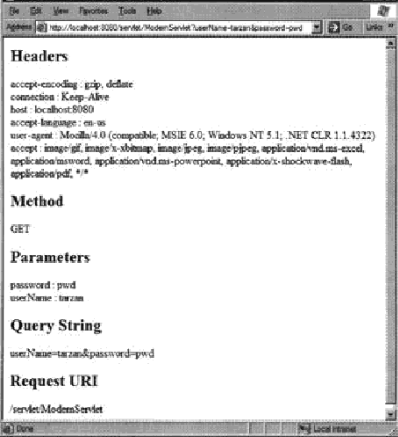 File Edit View Favorites Tools Help
Address http://localhost:8080/servlet/ModernServlet?userName=tarzan&password=pwd Go Links »
Headers
accept-encoding : gzip, deflate
connection : Keep-Alive
host : localhost:8080
accept-language : en-us
user-agent : Mozilla/4.0 (compatible; MSIE 6.0; Windows NT 5.1; .NET CLR 1.1.4322)
accept : image/gif, image/x-xbitmap, image/jpeg, image/pjpeg, application/vnd.ms-excel,
application/msword, application/vnd.ms-powerpoint, application/x-shockwave-flash,
application/pdf, */*
Method
GET
Parameters
password : pwd
userName : tarzan
Query String
userName=tarzan&password=pwd
Request URI
/servlet/ModernServlet
Done Local intranet